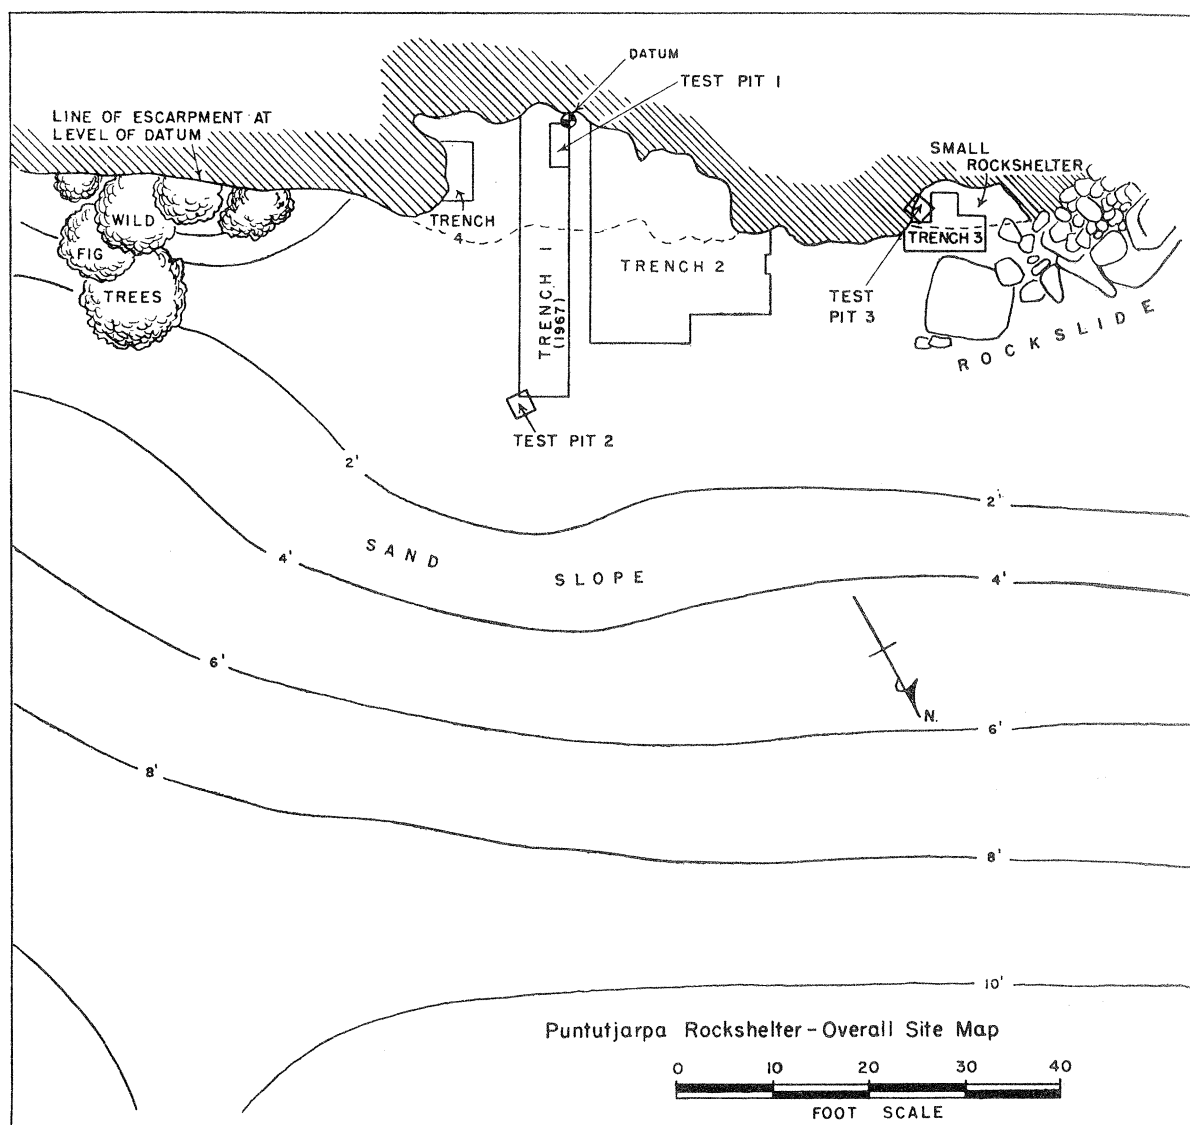 DATUM
TEST PIT 1
LINE OF ESCARPMENT AT
LEVEL OF DATUM
SMALL
ROCKSHELTER
WILD
FIG
TREES
TRENCH
4
TRENCH 1
(1967)
TRENCH 2
TRENCH 3
TEST
PIT 3
ROCKSLIDE
TEST PIT 2
2'
2'
SAND
SLOPE
4'
4'
6'
N.
6'
8'
8'
10'
Puntutjarpa Rockshelter - Overall Site Map
0 10 20 30 40
FOOT SCALE